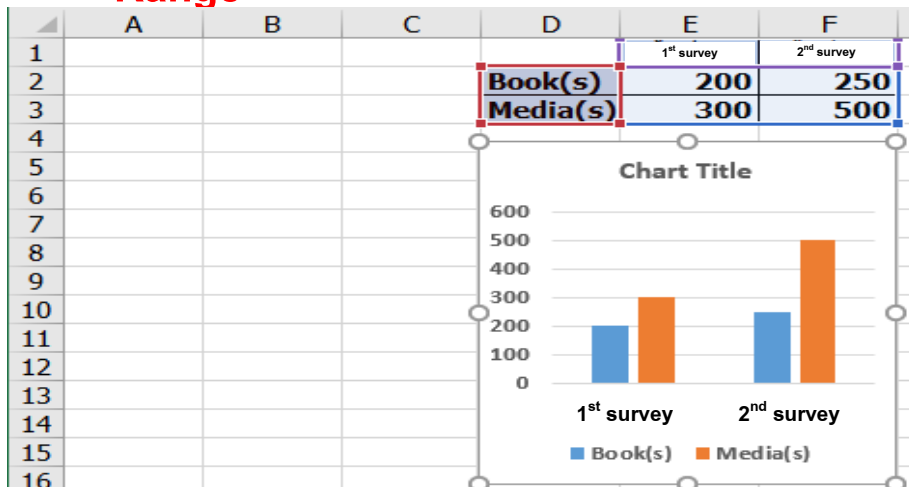 Range
A B C D E F
1 1st survey 2nd survey
2 Book(s) 200 250
3 Media(s) 300 500
4
5
6
7
8
9
10
11
12
13
14
15
16
Chart Title
600
500
400
300
200
100
0
1st survey 2nd survey
Book(s) Media(s)